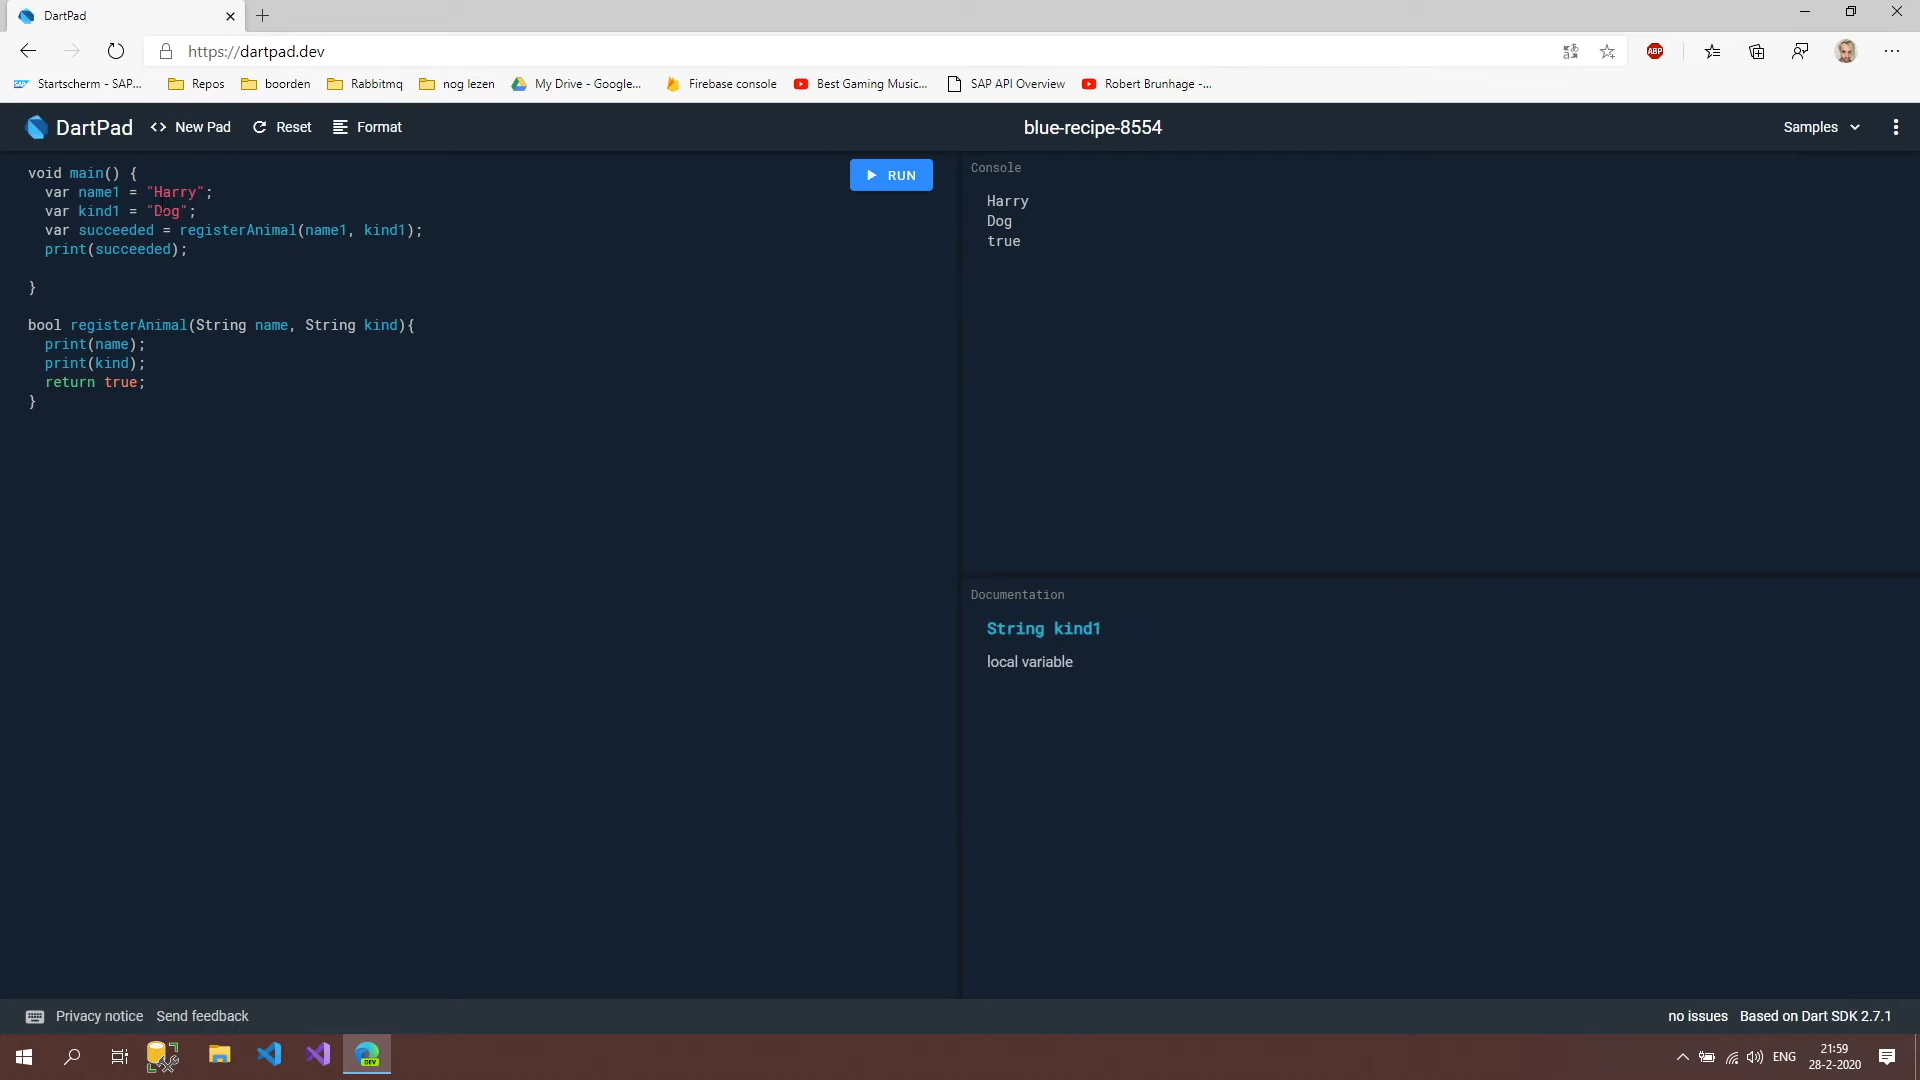 DartPad
https://dartpad.dev
ABP
Startscherm - SAP... Repos boorden Rabbitmq nog lezen My Drive - Google... Firebase console Best Gaming Music... SAP API Overview Robert Brunhage -...
DartPad <> New Pad Reset Format blue-recipe-8554 Samples
void main() {
var name1 = "Harry";
var kind1 = "Dog";
var succeeded = registerAnimal(name1, kind1);
print(succeeded);
}
bool registerAnimal(String name, String kind){
print(name);
print(kind);
return true;
}
RUN
Console
Harry
Dog
true
Documentation
String kind1
local variable
Privacy notice Send feedback no issues Based on Dart SDK 2.7.1
DEV
ENG
21:59
28-2-2020